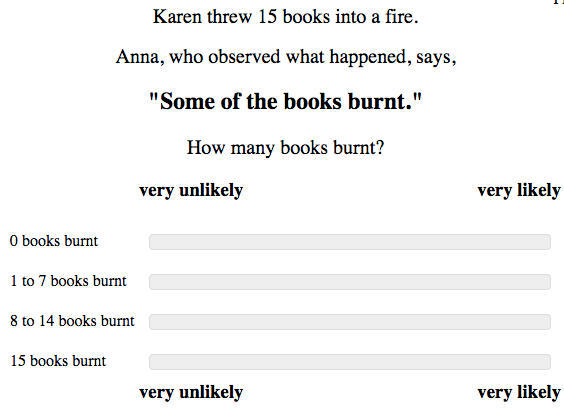 Karen threw 15 books into a fire.
Anna, who observed what happened, says,
"Some of the books burnt."
How many books burnt?
very unlikely very likely
0 books burnt
1 to 7 books burnt
8 to 14 books burnt
15 books burnt
very unlikely very likely